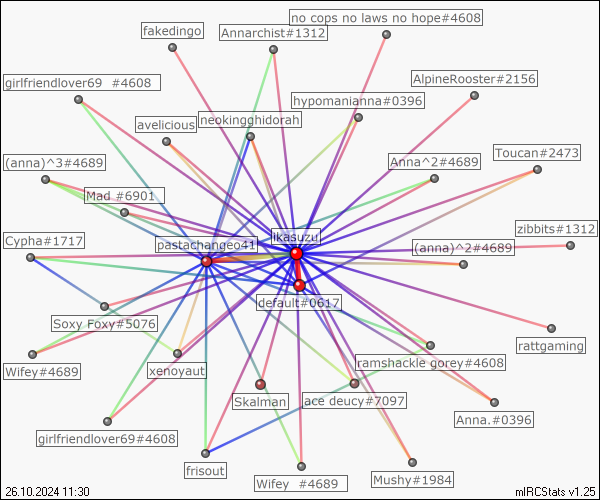 no cops no laws no hope#4608
fakedingo
Annarchist#1312
girlfriendlover69 #4608
AlpineRooster#2156
hypomanianna#0396
neokingghidorah
avelicious
Toucan#2473
(anna)^3#4689
Anna^2#4689
Mad #6901
zibbits#1312
Ikasuzu
Cypha#1717
pastachangeo41
(anna)^2#4689
default#0617
Soxy Foxy#5076
rattgaming
ramshackle gorey#4608
Wifey#4689
xenoyaut
Skalman
ace deucy#7097
Anna.#0396
girlfriendlover69#4608
frisout
Wifey #4689
Mushy#1984
26.10.2024 11:30
mIRCStats v1.25